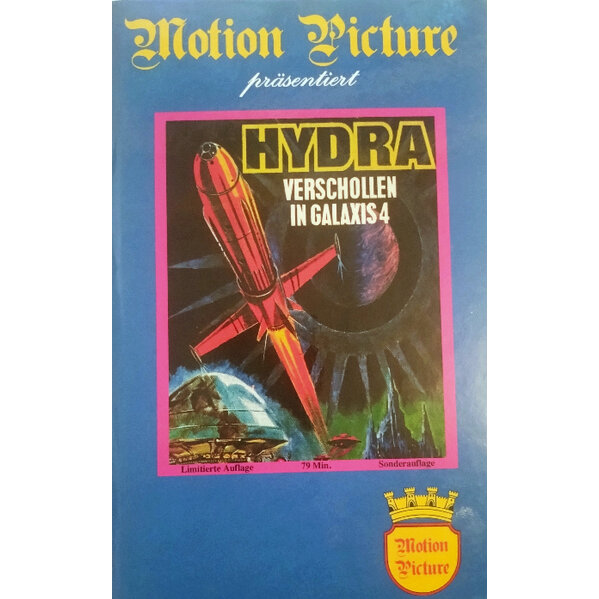 Motion Picture
präsentiert
HYDRA
VERSCHOLLEN
IN GALAXIS 4
Limitierte Auflage 79 Min. Sonderauflage
Motion
Picture